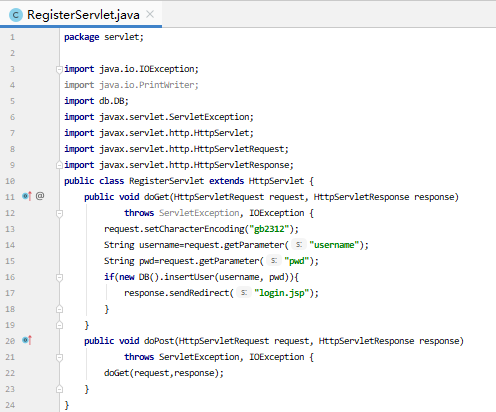 RegisterServlet.java
1 package servlet;
2
3 import java.io.IOException;
4 import java.io.PrintWriter;
5 import db.DB;
6 import javax.servlet.ServletException;
7 import javax.servlet.http.HttpServlet;
8 import javax.servlet.http.HttpServletRequest;
9 import javax.servlet.http.HttpServletResponse;
10 public class RegisterServlet extends HttpServlet {
11 @ public void doGet(HttpServletRequest request, HttpServletResponse response)
12 throws ServletException, IOException {
13 request.setCharacterEncoding("gb2312");
14 String username=request.getParameter( s: "username");
15 String pwd=request.getParameter( s: "pwd");
16 if(new DB().insertUser(username, pwd)){
17 response.sendRedirect( s: "login.jsp");
18 }
19 }
20 public void doPost(HttpServletRequest request, HttpServletResponse response)
21 throws ServletException, IOException {
22 doGet(request,response);
23 }
24 }